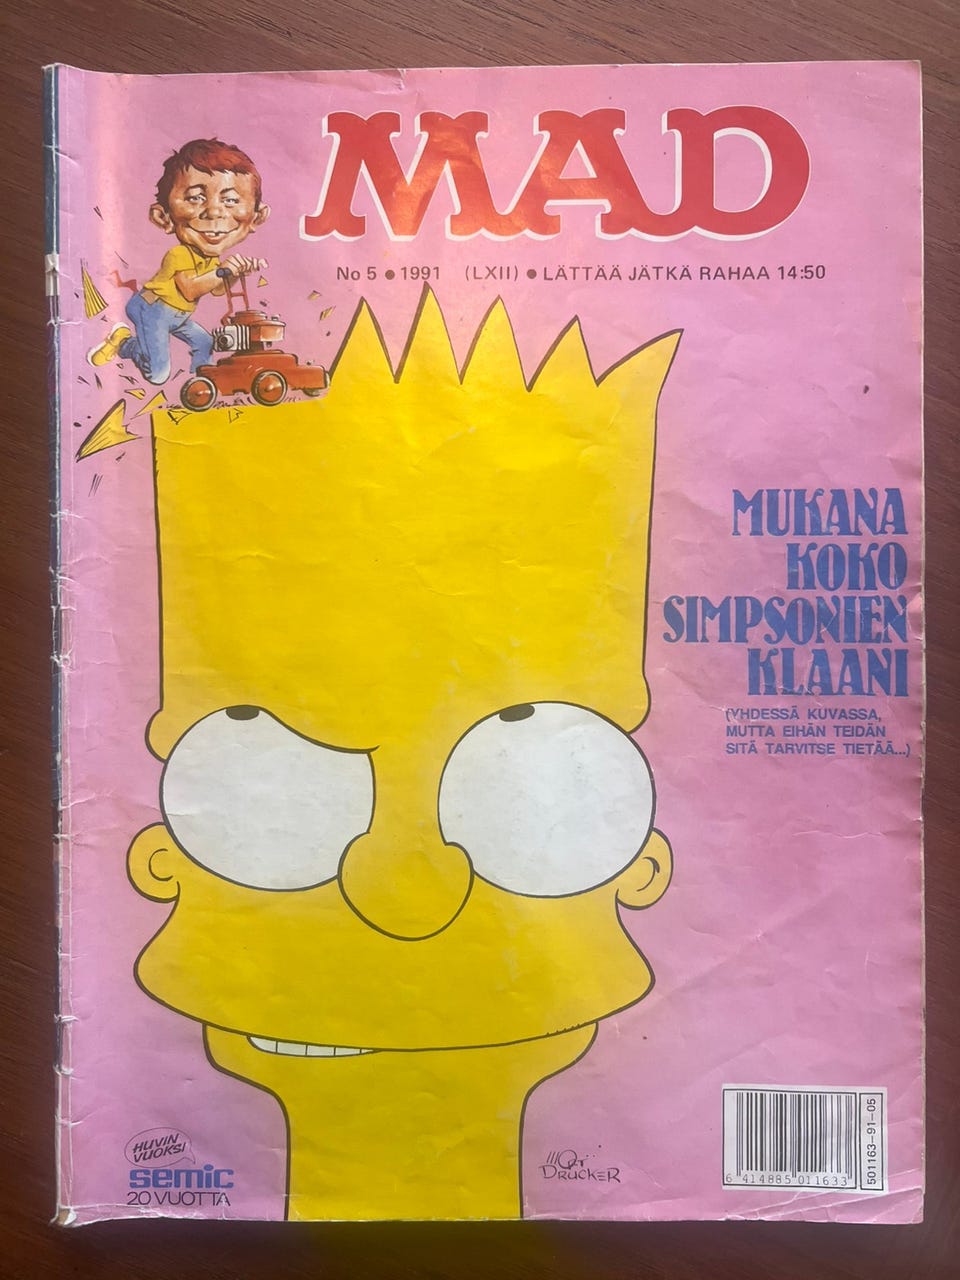 MAD
No 5 ● 1991 (LXII) ● LÄTTÄÄ JÄTKÄ RAHAA 14:50
MUKANA
KOKO
SIMPSONIEN
KLAANI
(YHDESSÄ KUVASSA,
MUTTA EIHÄN TEIDÄN
SITÄ TARVITSE TIETÄÄ...)
HUVIN
VUOKSI
semic
20 VUOTTA
MORT
DRUCKER
6 414885 011633
501163-91-05